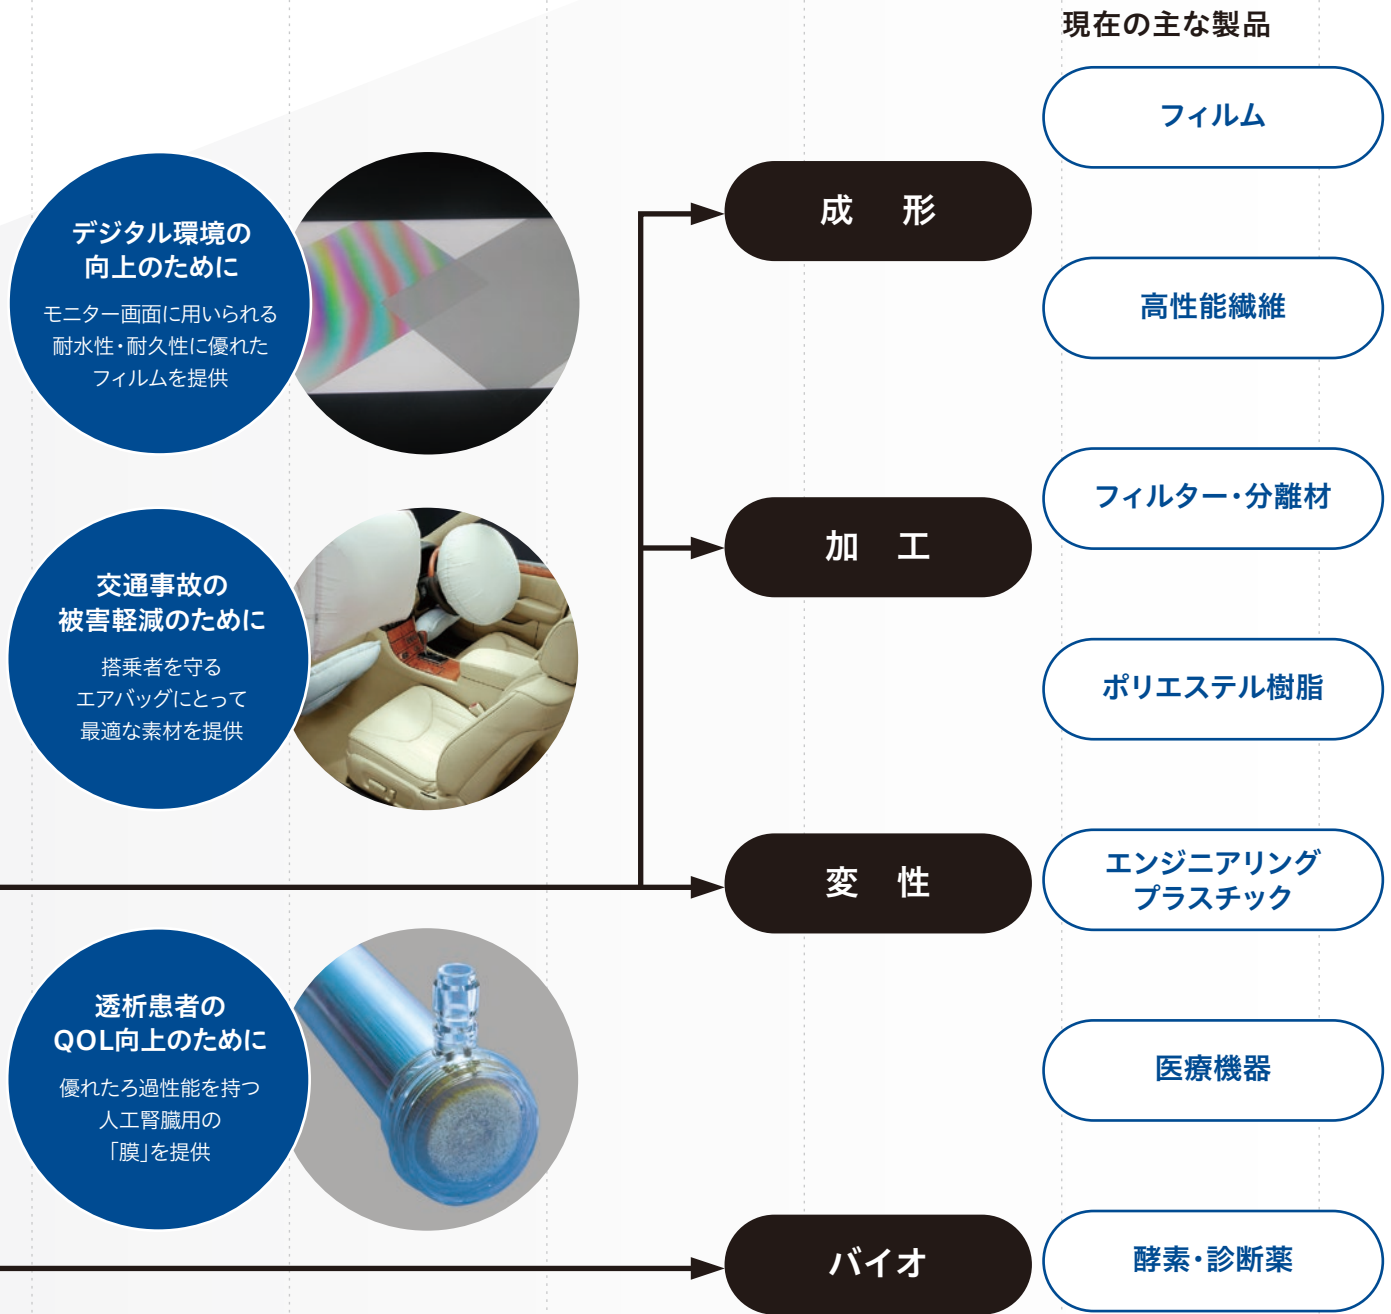 デジタル環境の
向上のために
モニター画面に用いられる
耐水性・耐久性に優れた
フィルムを提供
交通事故の
被害軽減のために
搭乗者を守る
エアバッグにとって
最適な素材を提供
透析患者の
QOL向上のために
優れたろ過性能を持つ
人工腎臓用の
「膜」を提供
成 形
加 工
変 性
バイオ
現在の主な製品
フィルム
高性能繊維
フィルター・分離材
ポリエステル樹脂
エンジニアリング
プラスチック
医療機器
酵素・診断薬